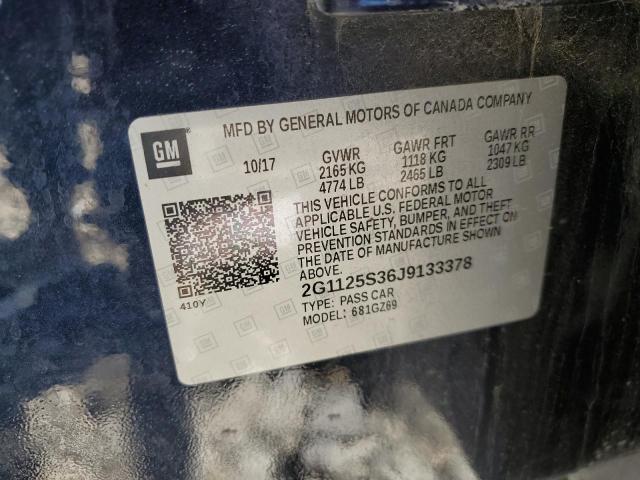 GM
MFD BY GENERAL MOTORS OF CANADA COMPANY
10/17
GVWR
2165 KG
4774 LB
GAWR FRT
1118 KG
2465 LB
GAWR RR
1047 KG
2309 LB
THIS VEHICLE CONFORMS TO ALL
APPLICABLE U.S. FEDERAL MOTOR
VEHICLE SAFETY, BUMPER, AND THEFT
PREVENTION STANDARDS IN EFFECT ON
THE DATE OF MANUFACTURE SHOWN
ABOVE.
2G1125S36J9133378
TYPE: PASS CAR
MODEL: 681GZ69
410Y